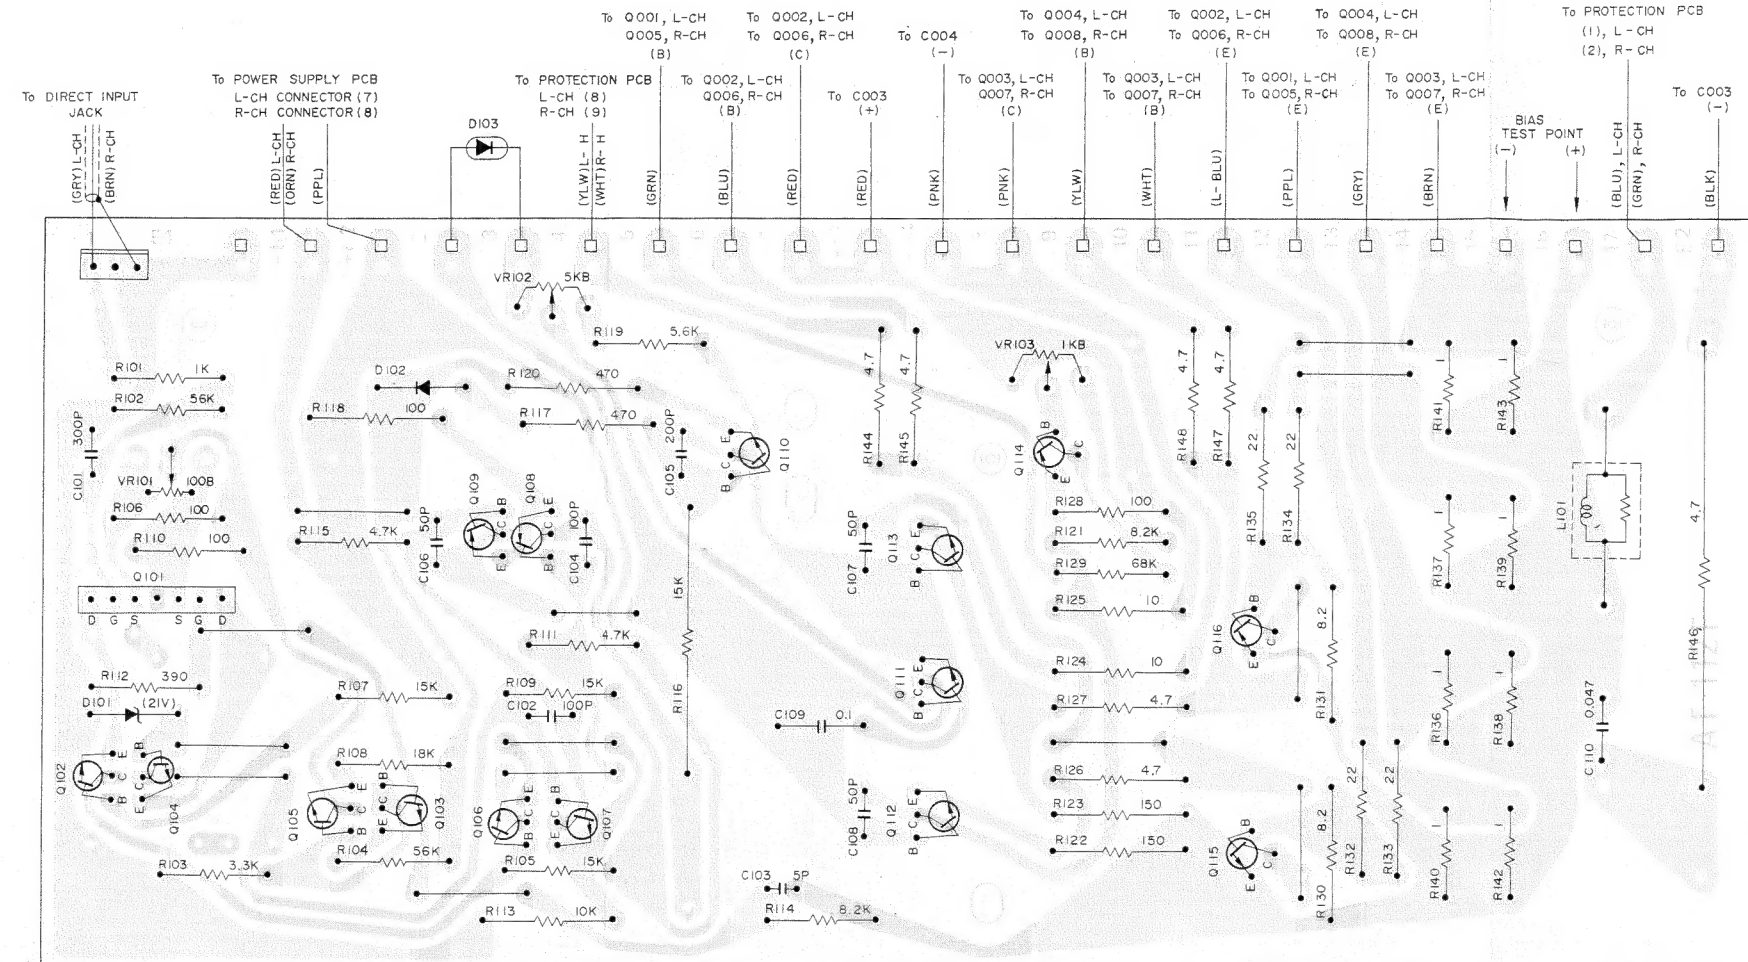 To Q001, L-CH
Q005, R-CH
(B)
To Q002, L-CH
To Q006, R-CH
(C)
To C004
(−)
To Q004, L-CH
To Q008, R-CH
(B)
To Q002, L-CH
To Q006, R-CH
(E)
To Q004, L-CH
To Q008, R-CH
(E)
To PROTECTION PCB
(1), L-CH
(2), R-CH
To DIRECT INPUT
JACK
To POWER SUPPLY PCB
L-CH CONNECTOR (7)
R-CH CONNECTOR (8)
To PROTECTION PCB
L-CH (8)
R-CH (9)
To Q002, L-CH
Q006, R-CH
(B)
To C003
(+)
To Q003, L-CH
Q007, R-CH
(C)
To Q003, L-CH
To Q007, R-CH
(B)
To Q001, L-CH
To Q005, R-CH
(E)
To Q003, L-CH
To Q007, R-CH
(E)
BIAS
TEST POINT
(−)
(+)
To C003
(−)
D103
(GRY) L-CH
(BRN) R-CH
(RED) L-CH
(ORN) R-CH
(PPL)
(YLW) L- H
(WHT) R- H
(GRN)
(BLU)
(RED)
(RED)
(PNK)
(PNK)
(YLW)
(WHT)
(L-BLU)
(PPL)
(GRY)
(BRN)
(BLU), L-CH
(GRN), R-CH
(BLK)
VR102 5KB
R119 5.6K
VR103 1KB
R101 1K
R102 56K
D102
R118 100
R120 470
R117 470
C101 300P
VR101 100B
R106 100
R110 100
R115 4.7K
C106 50P
Q109 B C E
Q108 E C B
C104 100P
C105 200P
Q110 E C B
R144 4.7
R145 4.7
C107 50P
Q113 E C B
Q114 B C E
R148 4.7
R147 4.7
R135 22
R134 22
R141 1
R143 1
R128 100
R121 8.2K
R129 68K
R125 10
R137 1
R139 1
L101
R146 4.7
Q101
D G S S G D
R111 4.7K
R116 15K
Q116 B C E
R131 8.2
R112 390
D101 (21V)
R107 15K
R109 15K
C102 100P
Q111 E C B
C109 0.1
R124 10
R127 4.7
R136 1
R138 1
C110 0.047
Q102 E C B
Q104 B C E
R108 18K
Q105 E C B
Q103 B C E
Q106 E C B
Q107 B C E
R104 56K
R105 15K
R103 3.3K
C108 50P
Q112 E C B
R126 4.7
R123 150
R122 150
Q115 B C E
R130 8.2
R132 22
R133 22
R140 1
R142 1
C103 5P
R113 10K
R114 8.2K